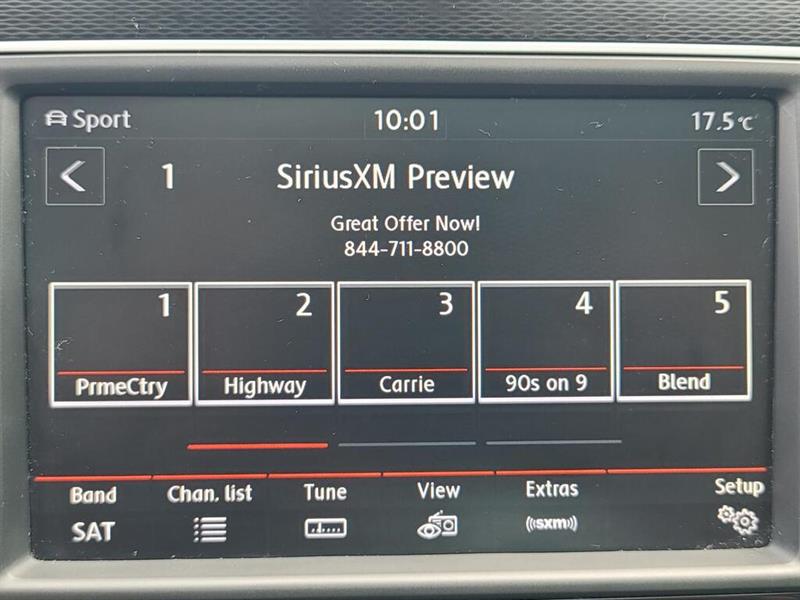 Sport 10:01 17.5°C
1 SiriusXM Preview
Great Offer Now!
844-711-8800
1 2 3 4 5
PrmeCtry Highway Carrie 90s on 9 Blend
Band Chan. list Tune View Extras Setup
SAT ((sxm))